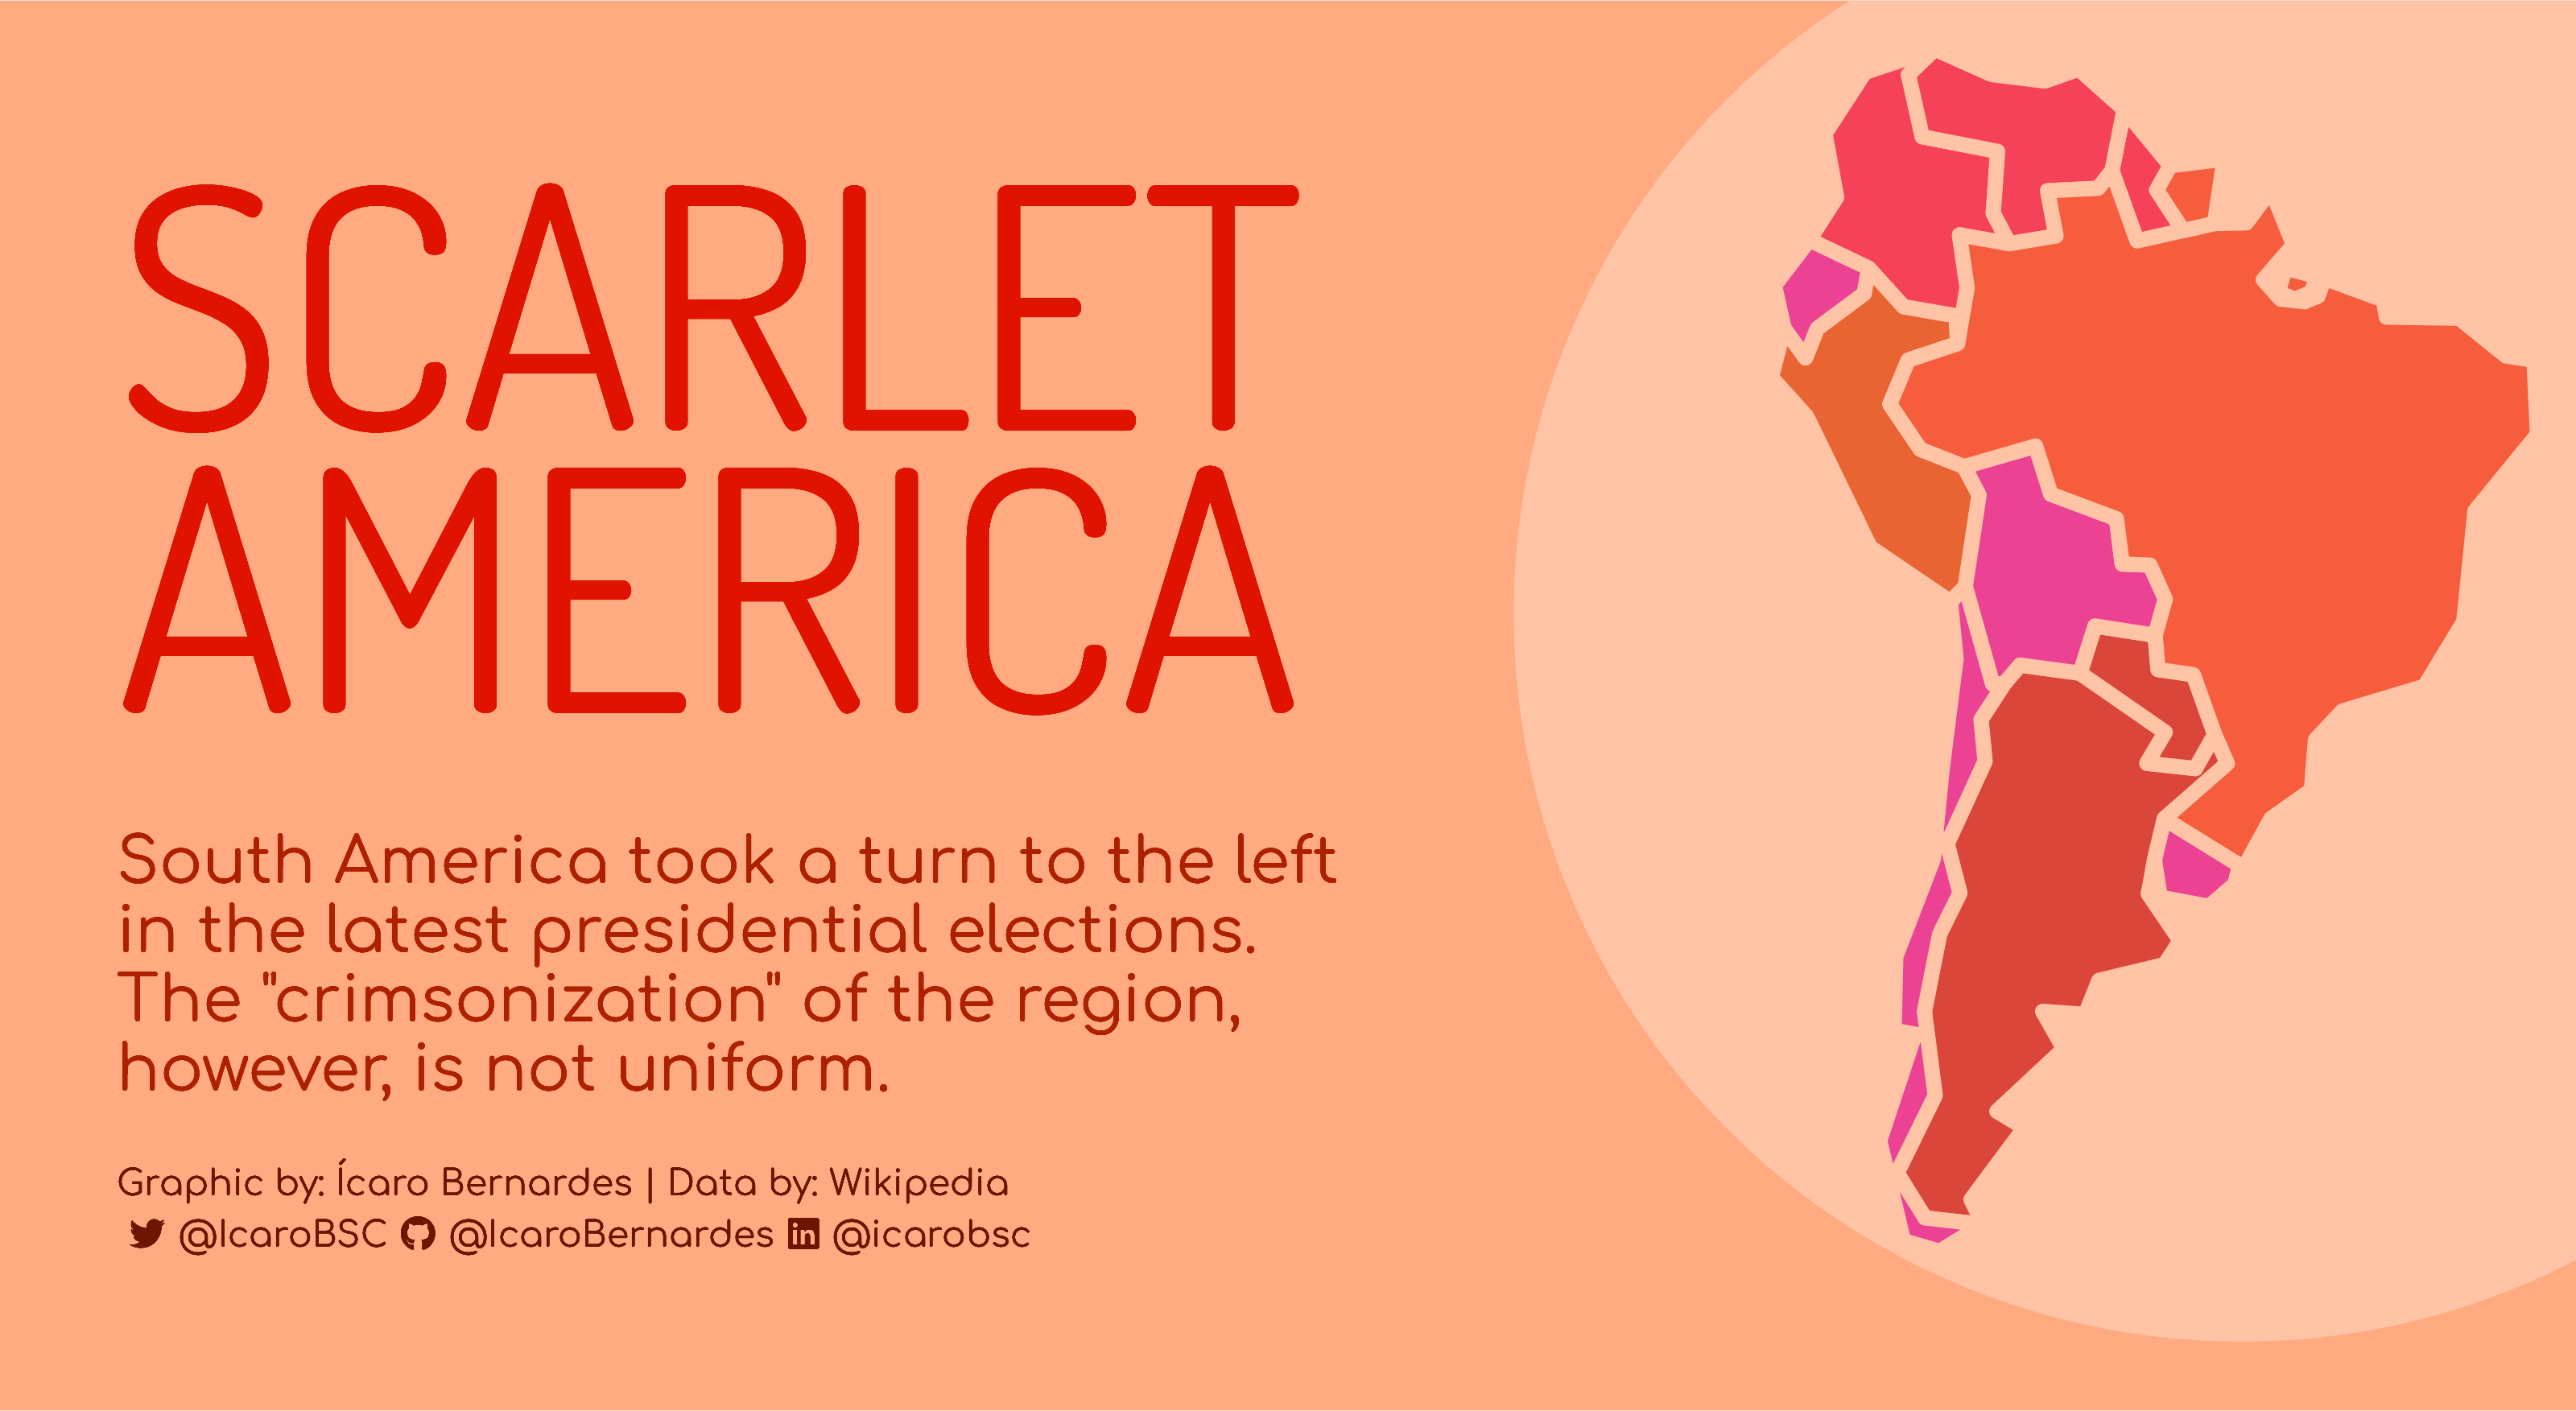 SCARLET
AMERICA
South America took a turn to the left
in the latest presidential elections.
The "crimsonization" of the region,
however, is not uniform.
Graphic by: Ícaro Bernardes | Data by: Wikipedia
@IcaroBSC @IcaroBernardes in @icarobsc